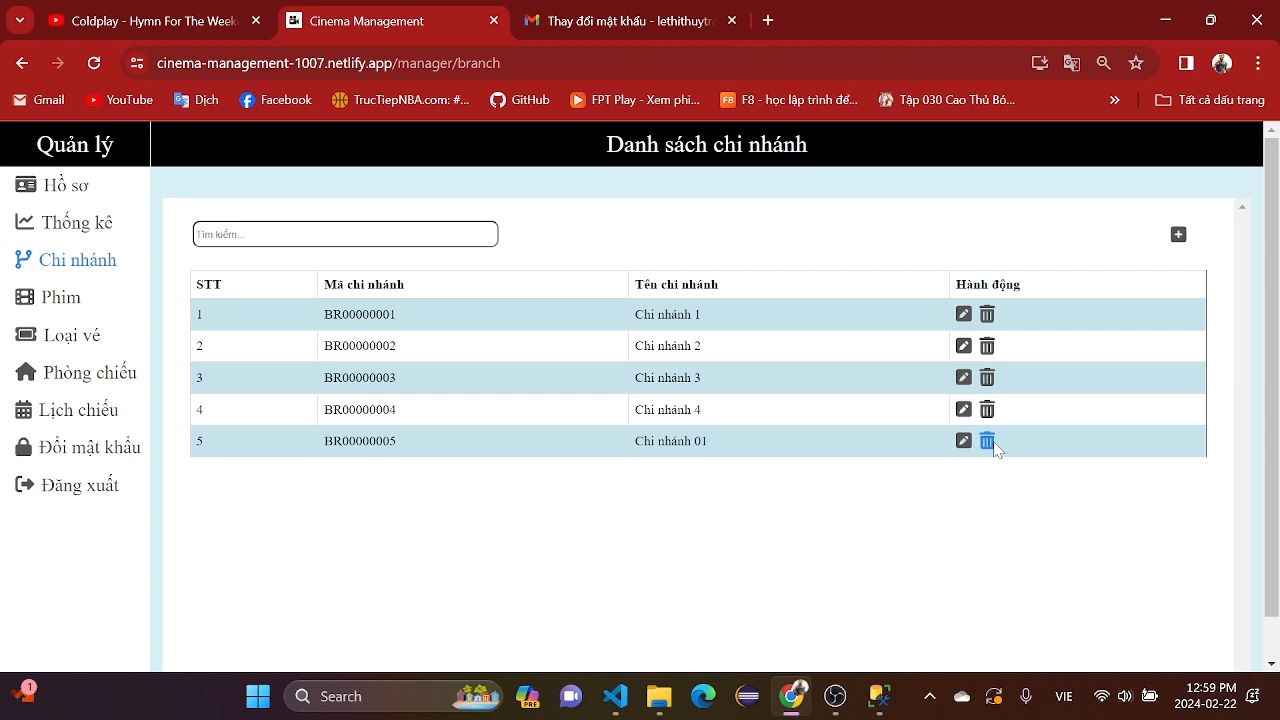 Coldplay - Hymn For The Week
Cinema Management
Thay đổi mật khẩu - lethithuytr
cinema-management-1007.netlify.app/manager/branch
Gmail
YouTube
Dịch
Facebook
TrucTiepNBA.com: #...
GitHub
FPT Play - Xem phi...
F8 - học lập trình để...
Tập 030 Cao Thủ Bó...
Tất cả dấu trang
Quản lý
Danh sách chi nhánh
Hồ sơ
Thống kê
Chi nhánh
Phim
Loại vé
Phòng chiếu
Lịch chiếu
Đổi mật khẩu
Đăng xuất
Tìm kiếm...
STT Mã chi nhánh Tên chi nhánh Hành động
1 BR00000001 Chi nhánh 1
2 BR00000002 Chi nhánh 2
3 BR00000003 Chi nhánh 3
4 BR00000004 Chi nhánh 4
5 BR00000005 Chi nhánh 01
1
Search
PRE
VIE
12:59 PM
2024-02-22